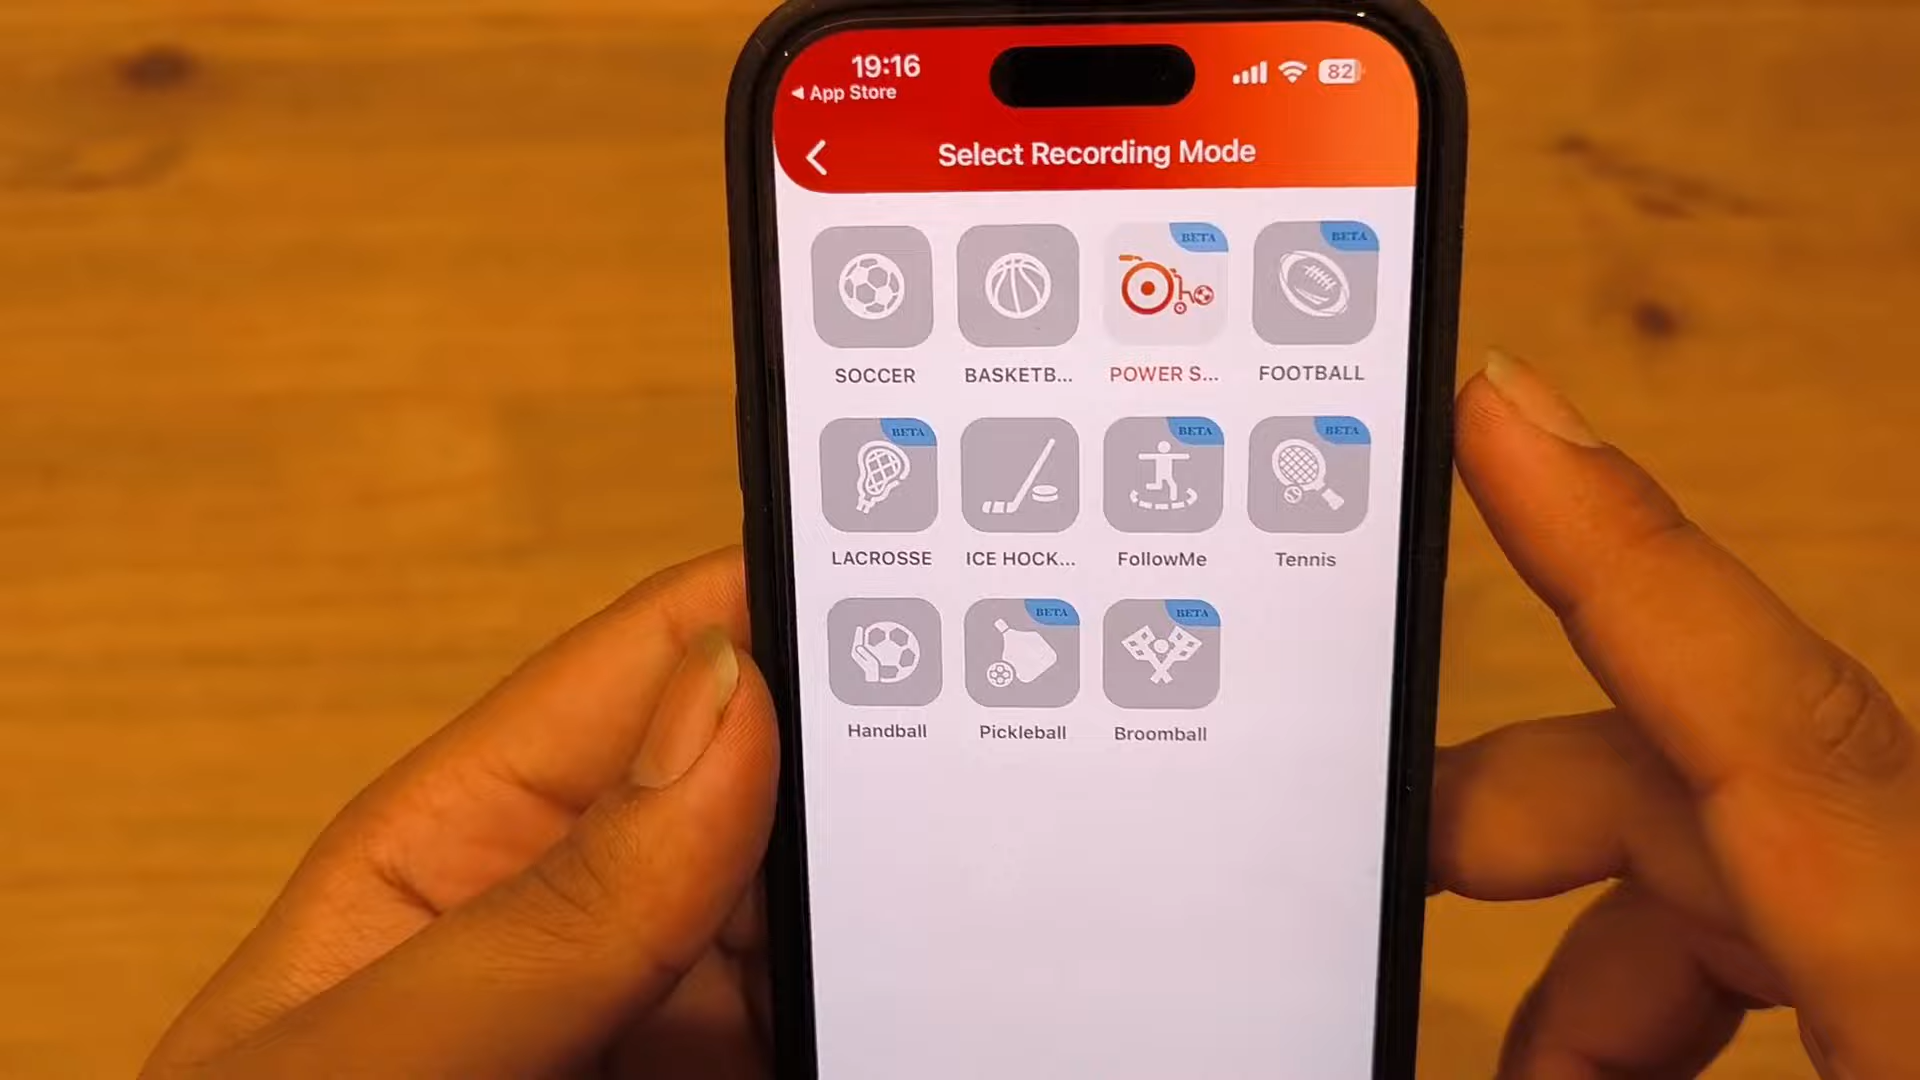 19:16
82
◀ App Store
Select Recording Mode
BETA
BETA
SOCCER
BASKETB...
POWER S...
FOOTBALL
BETA
BETA
BETA
LACROSSE
ICE HOCK...
FollowMe
Tennis
BETA
BETA
Handball
Pickleball
Broomball